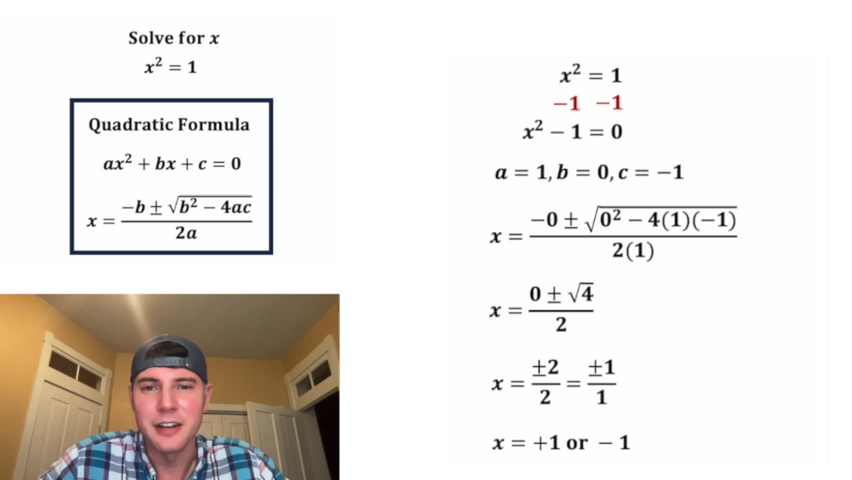 Solve for x
x² = 1
Quadratic Formula
ax² + bx + c = 0
x = (−b ± √(b² − 4ac)) / 2a
x² = 1
−1 −1
x² − 1 = 0
a = 1, b = 0, c = −1
x = (−0 ± √(0² − 4(1)(−1))) / 2(1)
x = (0 ± √4) / 2
x = ±2 / 2 = ±1 / 1
x = +1 or − 1